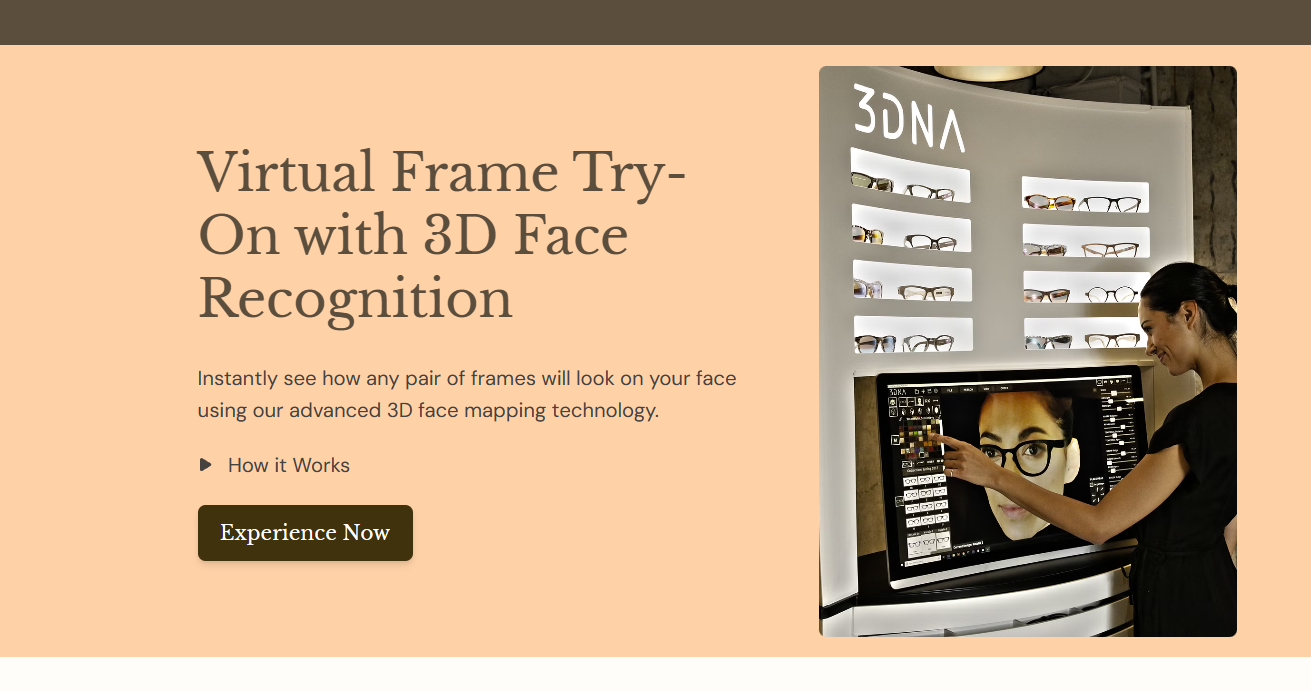 Virtual Frame Try-
On with 3D Face
Recognition
Instantly see how any pair of frames will look on your face
using our advanced 3D face mapping technology.
How it Works
Experience Now
3DNA
3DNA